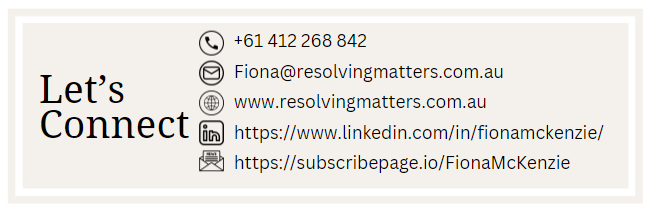 Let's
Connect
+61 412 268 842
Fiona@resolvingmatters.com.au
www.resolvingmatters.com.au
https://www.linkedin.com/in/fionamckenzie/
https://subscribepage.io/FionaMcKenzie